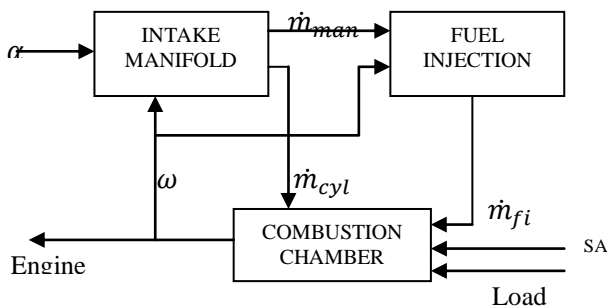 α
INTAKE
MANIFOLD
ṁ_man
FUEL
INJECTION
ω
ṁ_cyl
ṁ_fi
COMBUSTION
CHAMBER
SA
Engine
Load